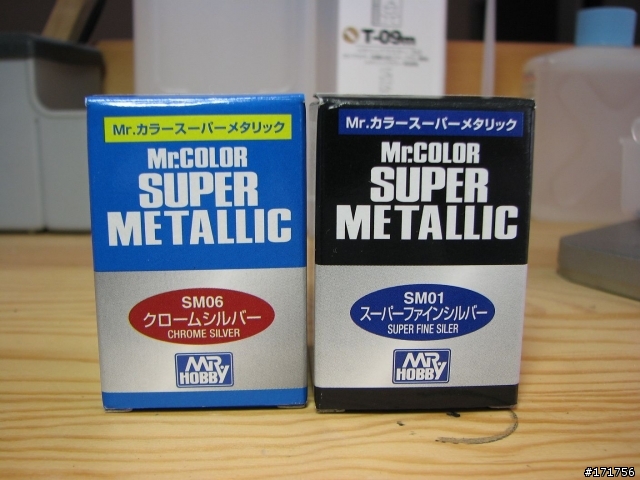 T-09m
Mr.カラースーパーメタリック
Mr.COLOR
SUPER
METALLIC
SM06
クロームシルバー
CHROME SILVER
MR.
HOBBY
Mr.カラースーパーメタリック
Mr.COLOR
SUPER
METALLIC
SM01
スーパーファインシルバー
SUPER FINE SILER
MR.
HOBBY
#171756